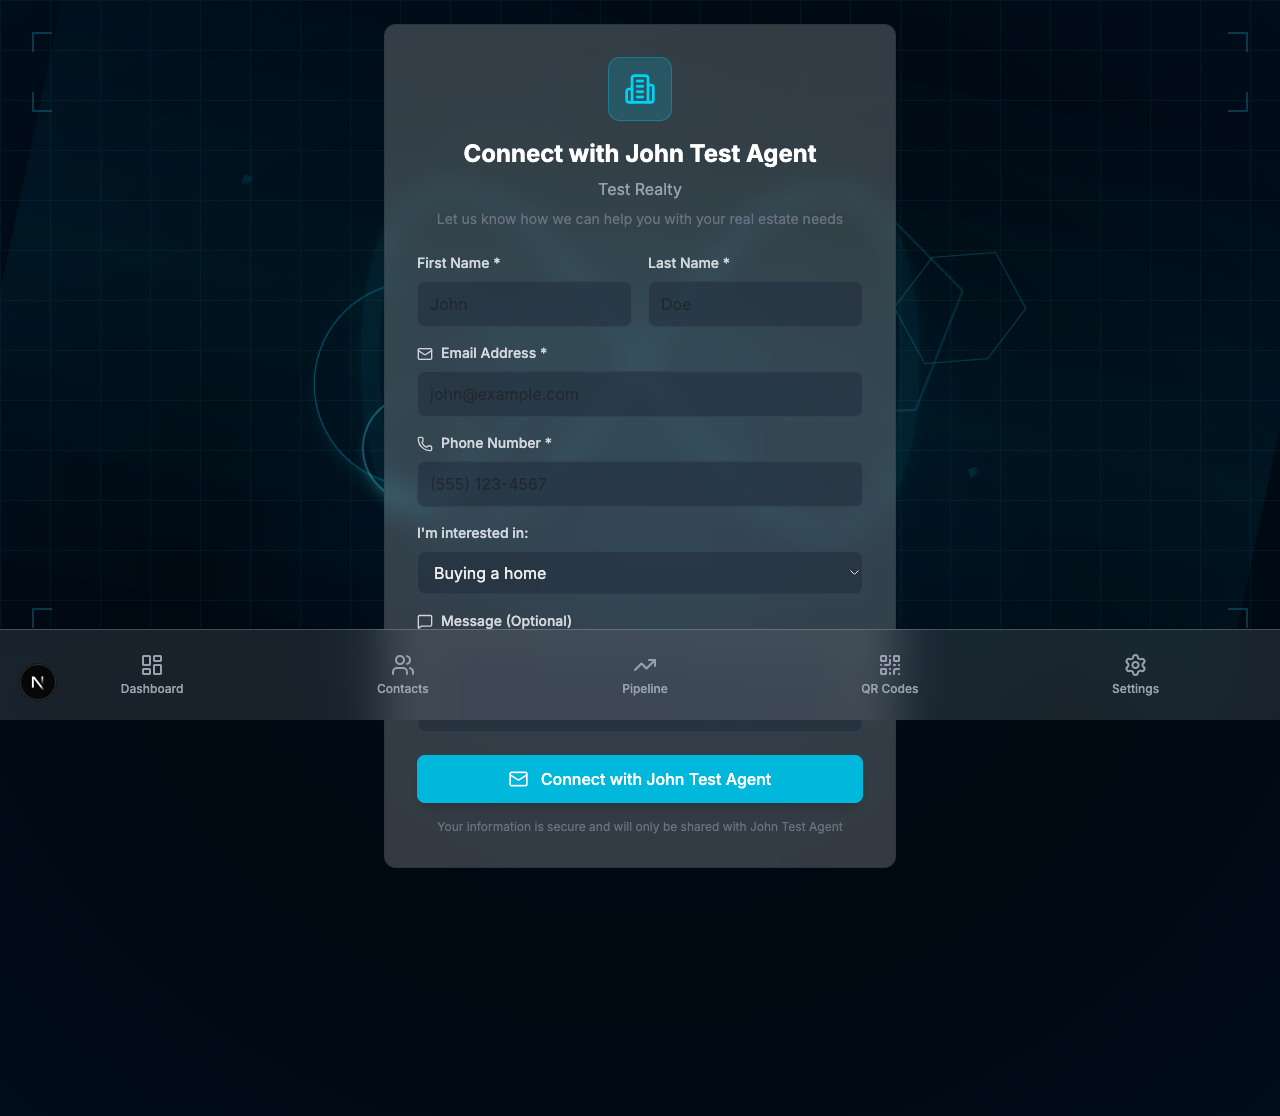 Connect with John Test Agent
Test Realty
Let us know how we can help you with your real estate needs
First Name * Last Name *
John Doe
Email Address *
john@example.com
Phone Number *
(555) 123-4567
I'm interested in:
Buying a home
Message (Optional)
N
Dashboard Contacts Pipeline QR Codes Settings
Connect with John Test Agent
Your information is secure and will only be shared with John Test Agent